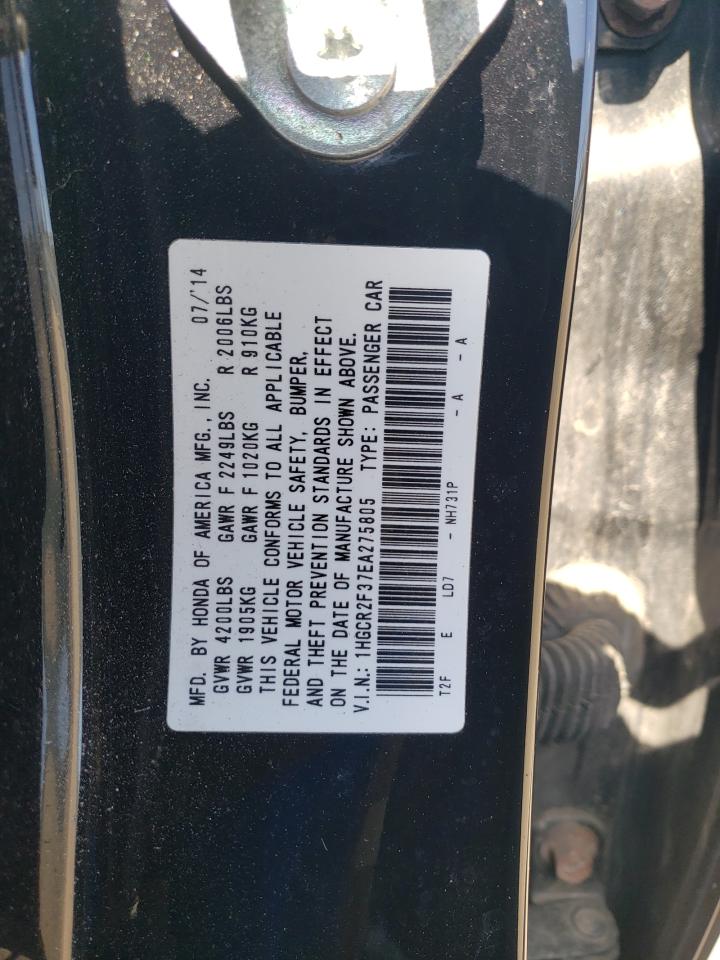 MFD. BY HONDA OF AMERICA MFG., INC. 07/'14
GVWR 4200LBS GAWR F 2249LBS R 2006LBS
GVWR 1905KG GAWR F 1020KG R 910KG
THIS VEHICLE CONFORMS TO ALL APPLICABLE
FEDERAL MOTOR VEHICLE SAFETY, BUMPER,
AND THEFT PREVENTION STANDARDS IN EFFECT
ON THE DATE OF MANUFACTURE SHOWN ABOVE.
V.I.N.: 1HGCR2F37EA275805 TYPE: PASSENGER CAR
T2F E LD7 - NH731P - A - A